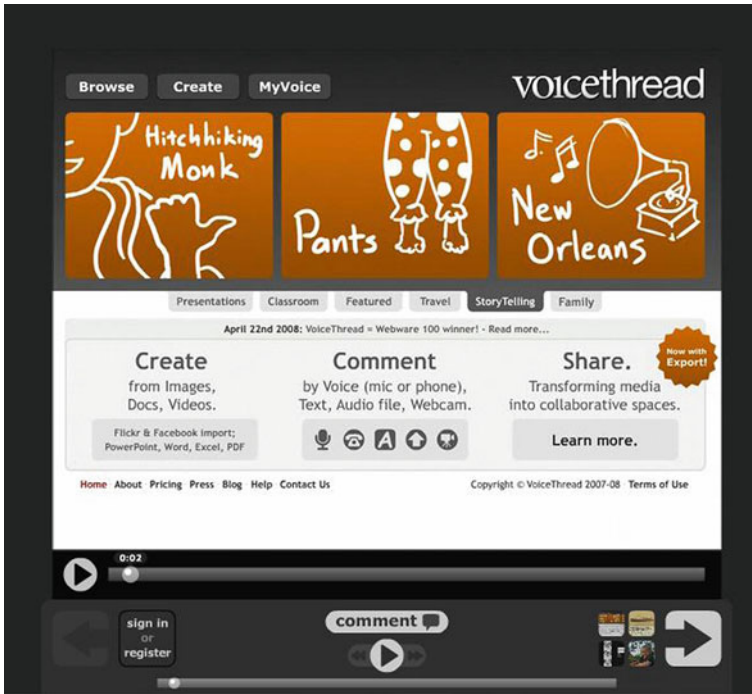 Browse Create MyVoice voicethread
Hitchhiking
Monk
Pants
New
Orleans
Presentations Classroom Featured Travel StoryTelling Family
April 22nd 2008: VoiceThread = Webware 100 winner! - Read more...
Now with
Export!
Create
from Images,
Docs, Videos.
Flickr & Facebook import;
PowerPoint, Word, Excel, PDF
Comment
by Voice (mic or phone),
Text, Audio file, Webcam.
A
Share.
Transforming media
into collaborative spaces.
Learn more.
Home About Pricing Press Blog Help Contact Us
Copyright © VoiceThread 2007-08 Terms of Use
0:02
sign in
or
register
comment